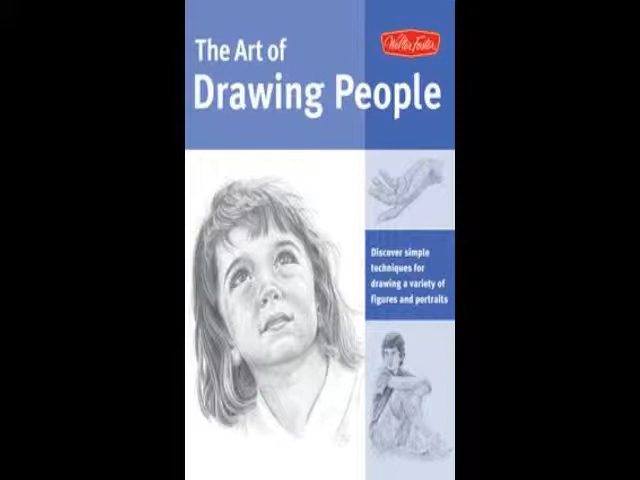 The Art of
Drawing People
Walter Foster
Discover simple
techniques for
drawing a variety of
figures and portraits